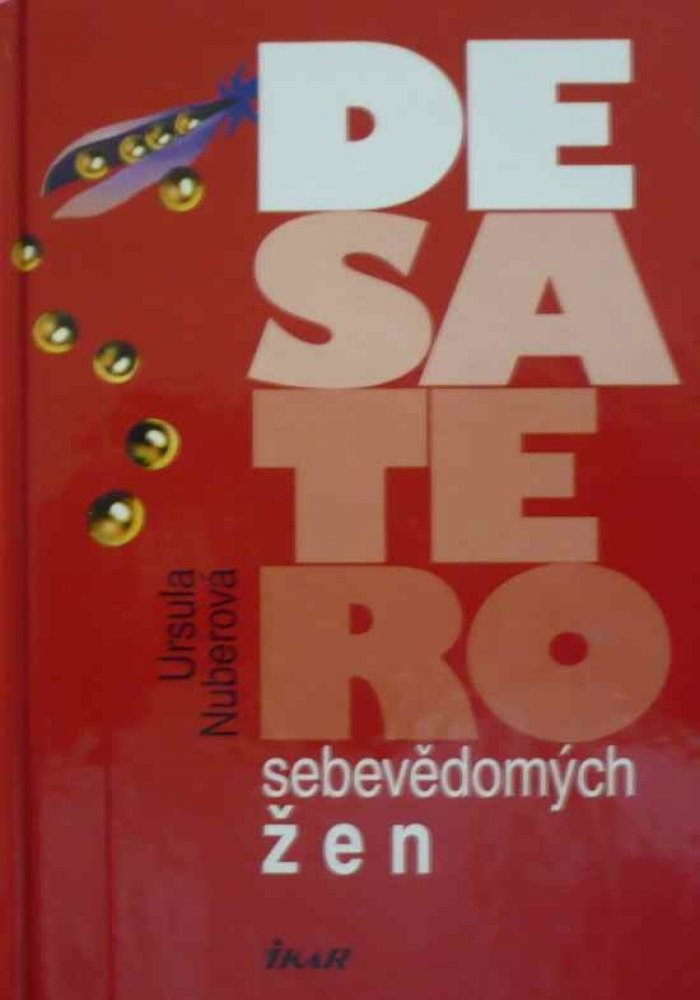 DE
SA
TE
RO
sebevědomých
žen
Ursula
Nuberová
IKAR